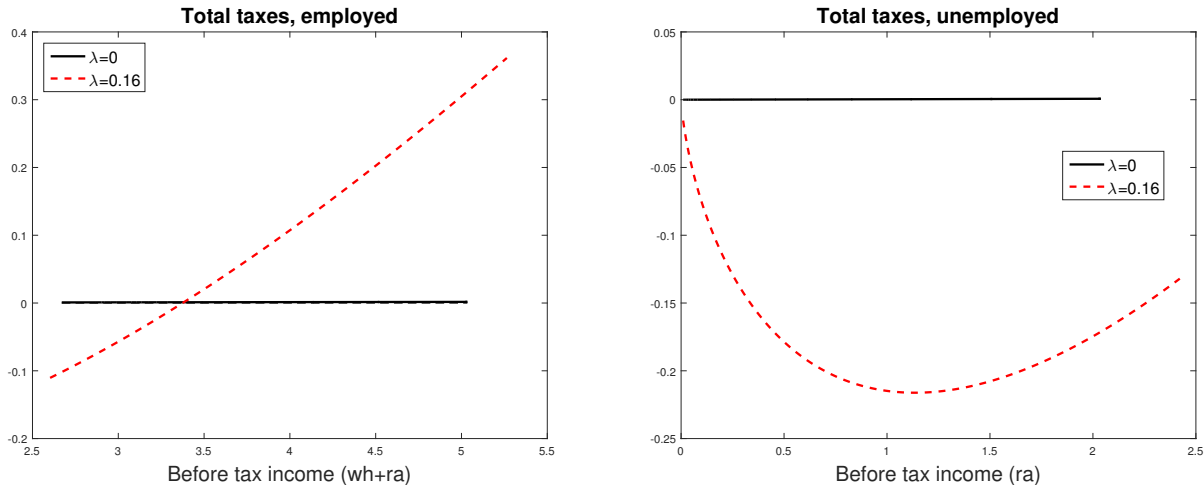 Total taxes, employed
0.4
0.3
0.2
0.1
0
-0.1
-0.2
λ=0
λ=0.16
2.5 3 3.5 4 4.5 5 5.5
Before tax income (wh+ra)
Total taxes, unemployed
0.05
0
-0.05
-0.1
-0.15
-0.2
-0.25
λ=0
λ=0.16
0 0.5 1 1.5 2 2.5
Before tax income (ra)